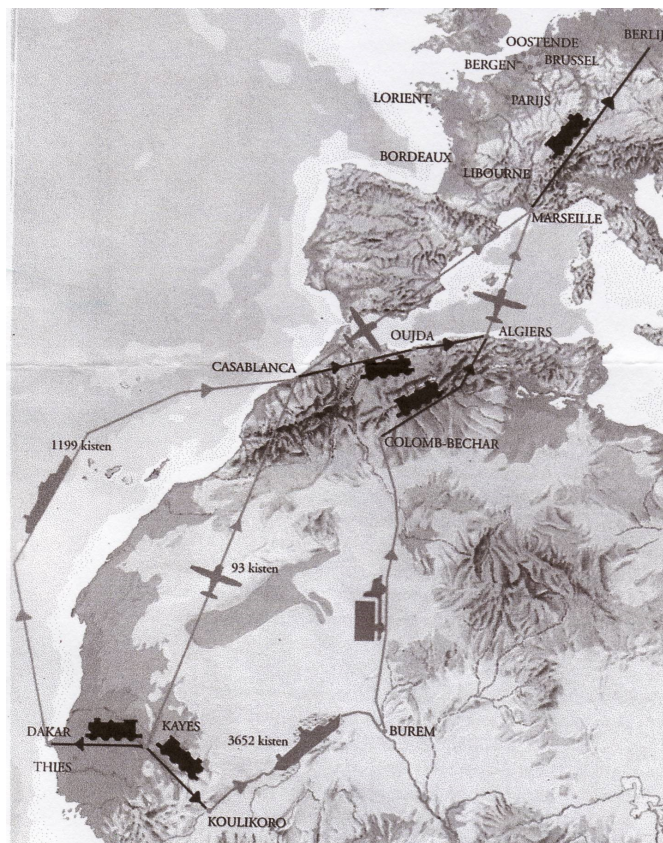 BERLIJ
OOSTENDE
BERGEN
BRUSSEL
LORIENT
PARIJS
BORDEAUX
LIBOURNE
MARSEILLE
OUJDA
ALGIERS
CASABLANCA
COLOMB-BECHAR
1199 kisten
93 kisten
DAKAR
KAYES
3652 kisten
BUREM
THIES
KOULIKORO